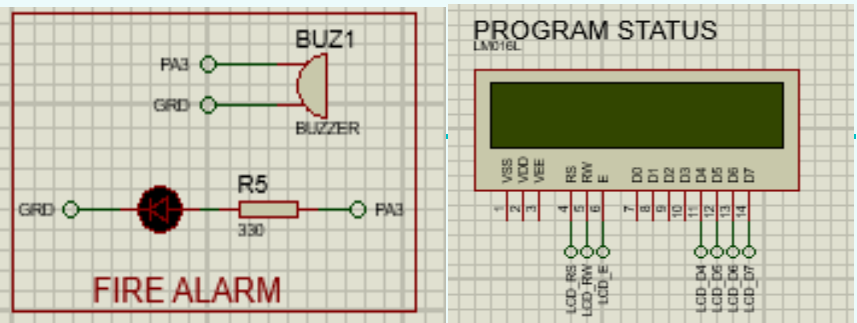 BUZ1
PA3
GRD
BUZZER
R5
GRD
PA3
330
FIRE ALARM
PROGRAM STATUS
LM016L
VSS
VDD
VEE
RS
RW
E
D0
D1
D2
D3
D4
D5
D6
D7
1
2
3
4
5
6
7
8
9
10
11
12
13
14
LCD_RS
LCD_RW
LCD_E
LCD_D4
LCD_D5
LCD_D6
LCD_D7